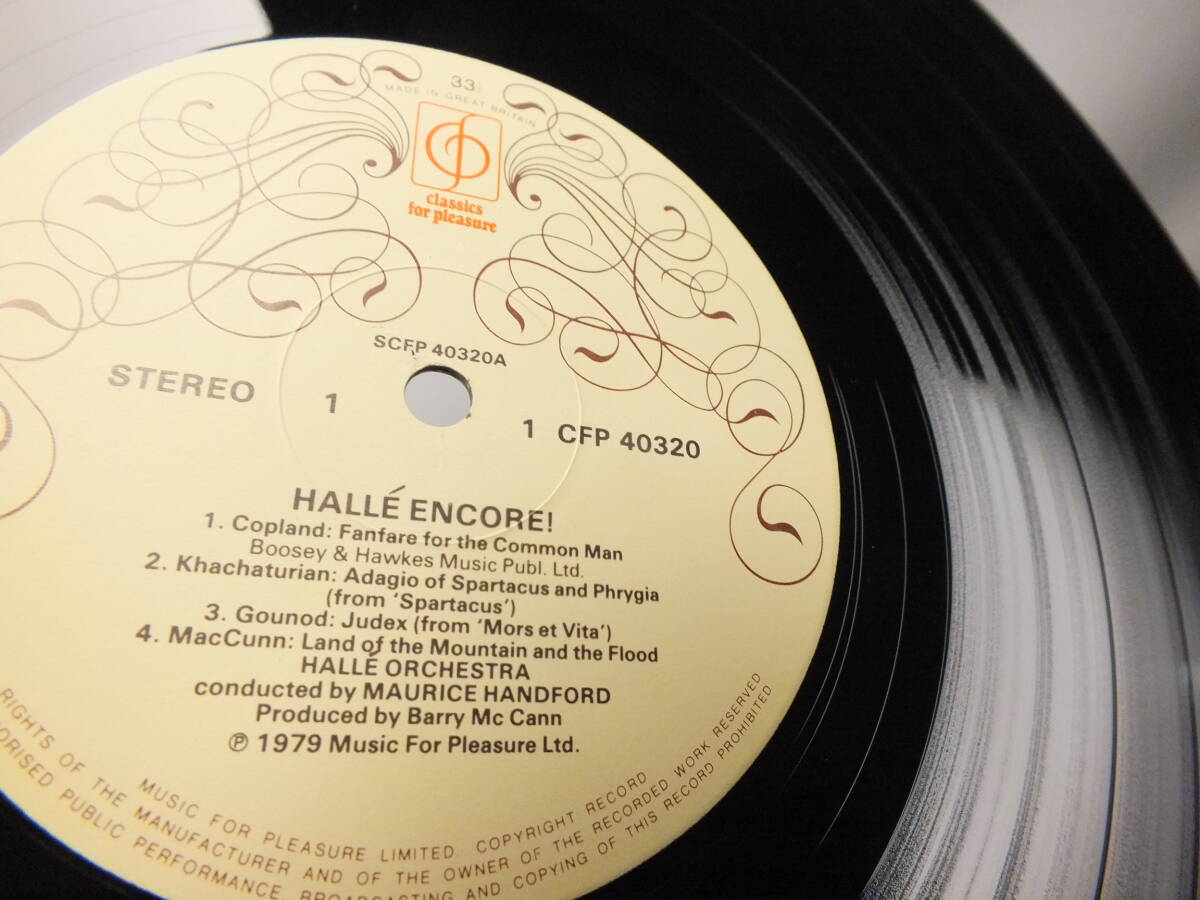 33⅓
MADE IN GREAT BRITAIN
classics
for pleasure
SCFP 40320A
STEREO 1 1 CFP 40320
HALLÉ ENCORE!
1. Copland: Fanfare for the Common Man
Boosey & Hawkes Music Publ. Ltd.
2. Khachaturian: Adagio of Spartacus and Phrygia
(from 'Spartacus')
3. Gounod: Judex (from 'Mors et Vita')
4. MacCunn: Land of the Mountain and the Flood
HALLÉ ORCHESTRA
conducted by MAURICE HANDFORD
Produced by Barry Mc Cann
℗ 1979 Music For Pleasure Ltd.
MUSIC FOR PLEASURE LIMITED. COPYRIGHT RECORD
RIGHTS OF THE MANUFACTURER AND OF THE OWNER OF THE RECORDED WORK RESERVED
PUBLIC PERFORMANCE, BROADCASTING AND COPYING OF THIS RECORD PROHIBITED